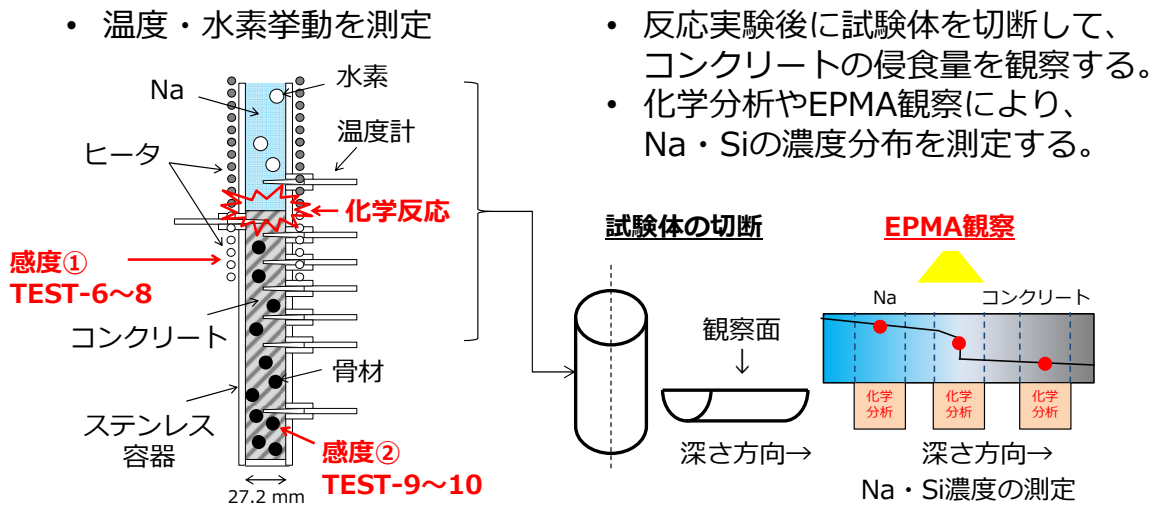 • 温度・水素挙動を測定
Na
水素
温度計
ヒータ
← 化学反応
感度①
TEST-6～8
コンクリート
骨材
ステンレス
容器
感度②
TEST-9～10
27.2 mm
• 反応実験後に試験体を切断して、
コンクリートの侵食量を観察する。
• 化学分析やEPMA観察により、
Na・Siの濃度分布を測定する。
試験体の切断
観察面
↓
深さ方向→
EPMA観察
Na
コンクリート
化学
分析
化学
分析
化学
分析
深さ方向→
Na・Si濃度の測定